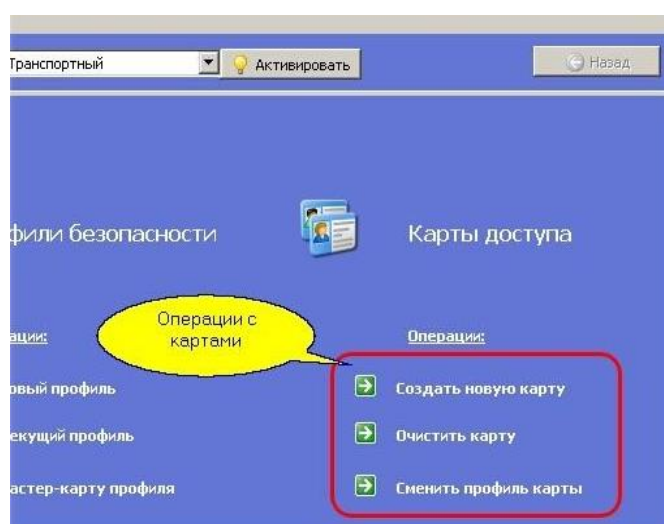 Транспортный Активировать Назад
фили безопасности Карты доступа
Операции с
картами
ации: Операции:
овый профиль Создать новую карту
екущий профиль Очистить карту
астер-карту профиля Сменить профиль карты